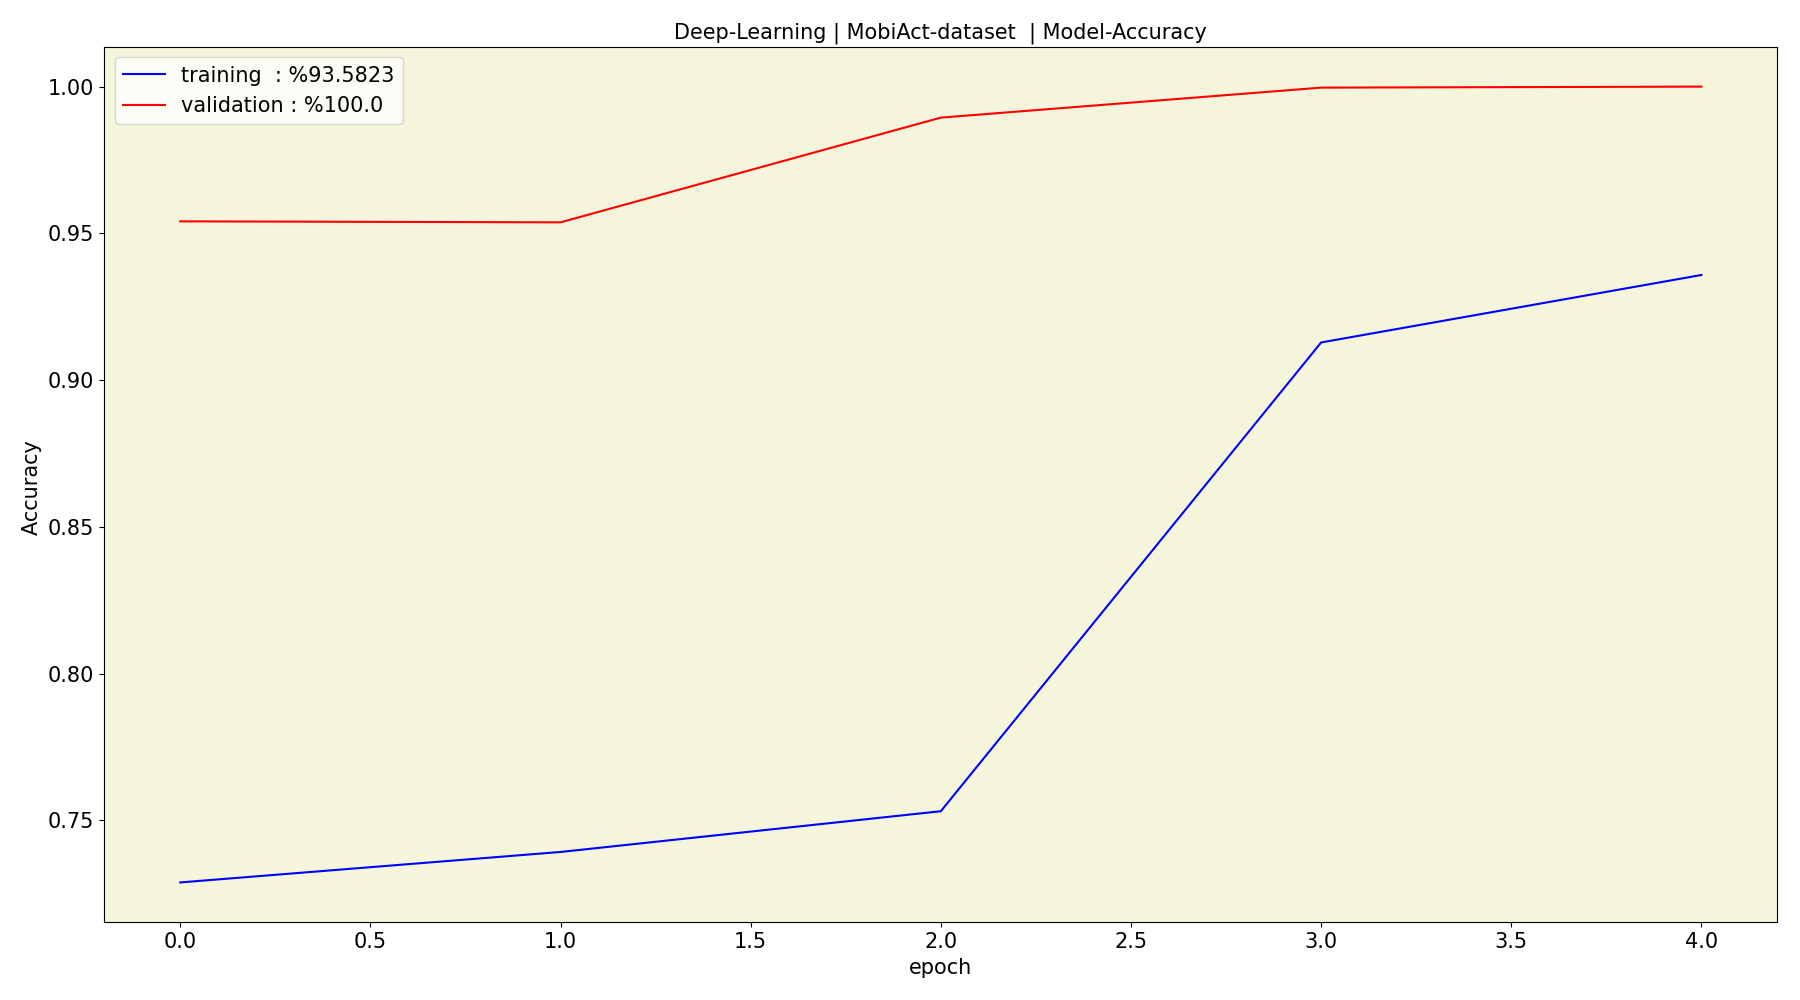 Deep-Learning | MobiAct-dataset  | Model-Accuracy
training  : %93.5823
validation : %100.0
1.00
0.95
0.90
0.85
0.80
0.75
Accuracy
0.0 0.5 1.0 1.5 2.0 2.5 3.0 3.5 4.0
epoch